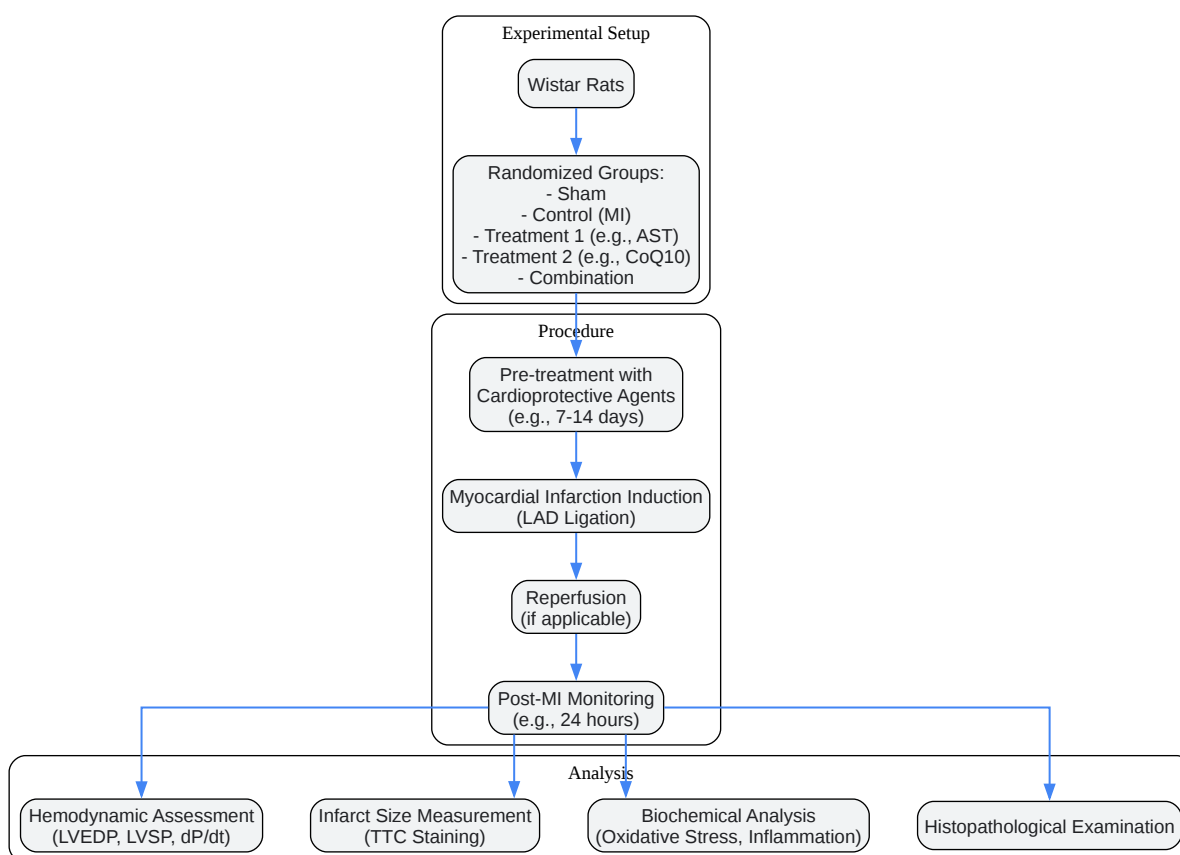 Experimental Setup
Wistar Rats
Randomized Groups:
- Sham
- Control (MI)
- Treatment 1 (e.g., AST)
- Treatment 2 (e.g., CoQ10)
- Combination
Procedure
Pre-treatment with
Cardioprotective Agents
(e.g., 7-14 days)
Myocardial Infarction Induction
(LAD Ligation)
Reperfusion
(if applicable)
Post-MI Monitoring
(e.g., 24 hours)
Analysis
Hemodynamic Assessment
(LVEDP, LVSP, dP/dt)
Infarct Size Measurement
(TTC Staining)
Biochemical Analysis
(Oxidative Stress, Inflammation)
Histopathological Examination